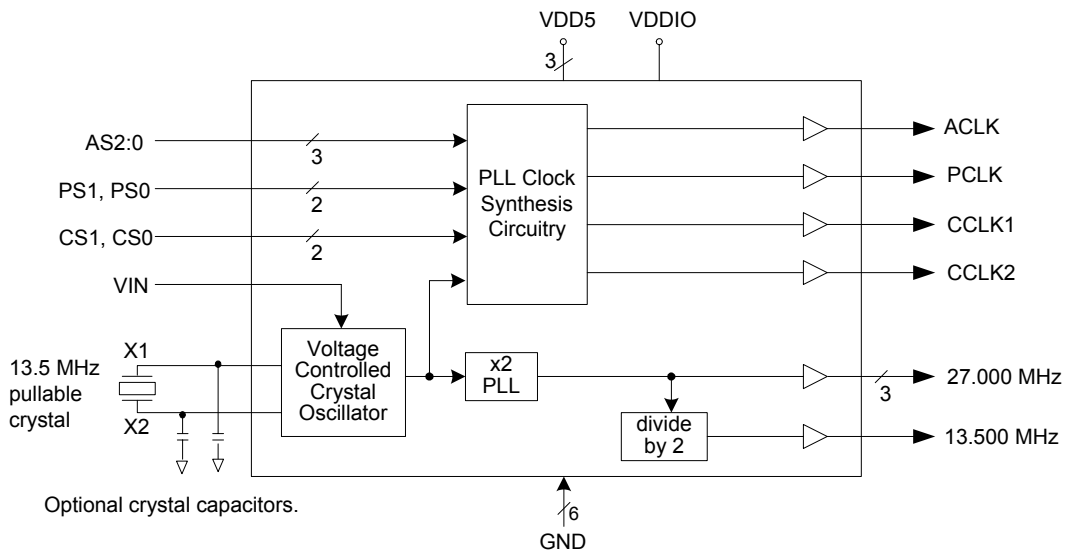 VDD5
VDDIO
3
AS2:0
3
PS1, PS0
2
CS1, CS0
2
VIN
PLL Clock
Synthesis
Circuitry
ACLK
PCLK
CCLK1
CCLK2
13.5 MHz
pullable
crystal
X1
X2
Voltage
Controlled
Crystal
Oscillator
x2
PLL
27.000 MHz
3
divide
by 2
13.500 MHz
Optional crystal capacitors.
6
GND